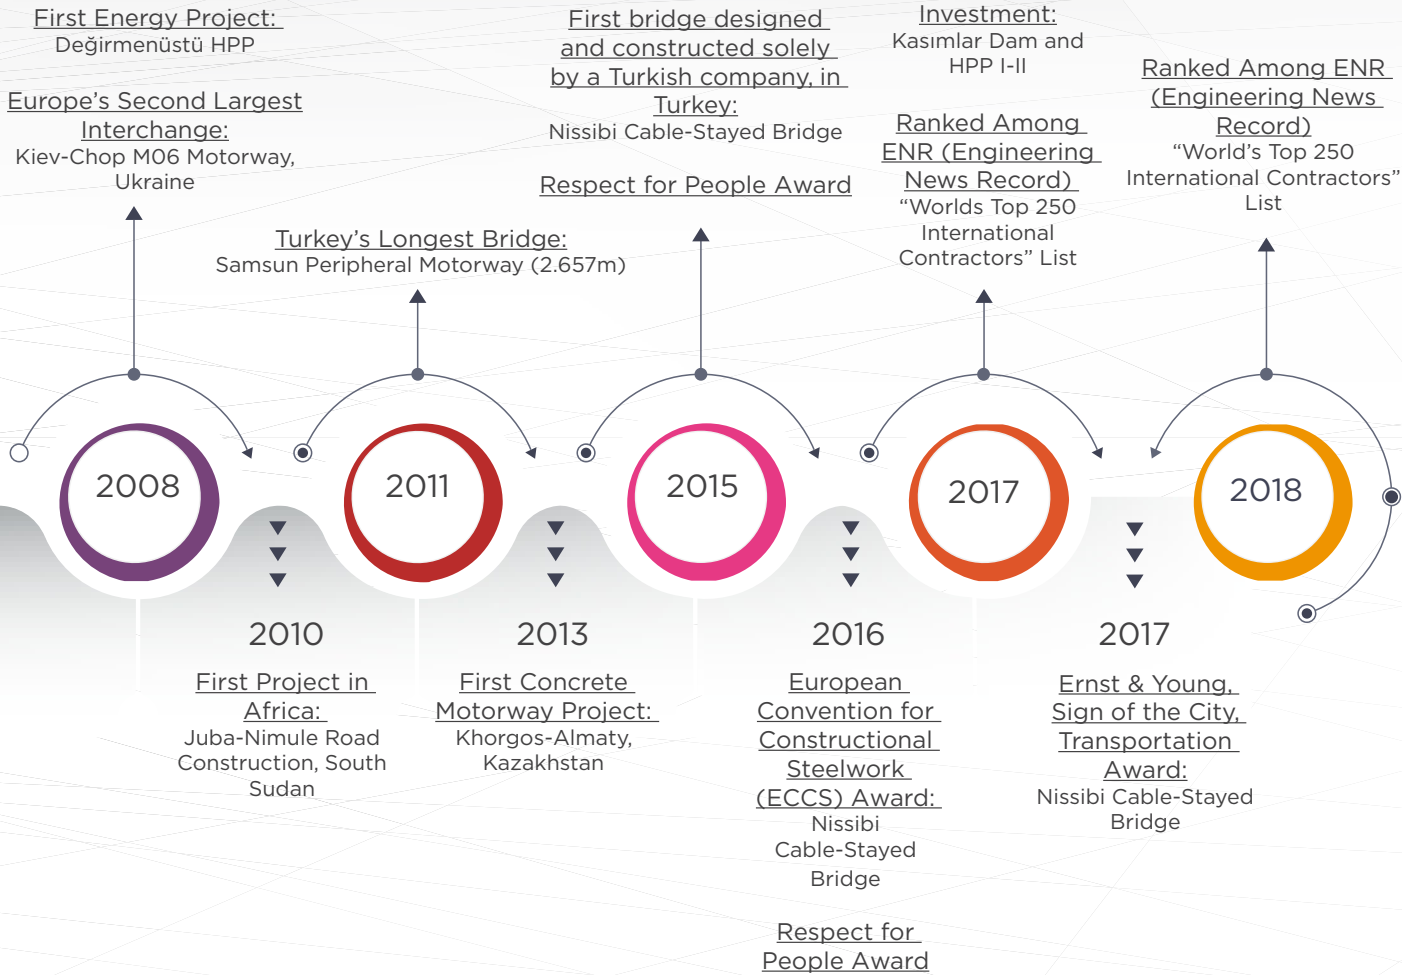 First Energy Project:
Değirmenüstü HPP
Europe’s Second Largest
Interchange:
Kiev-Chop M06 Motorway,
Ukraine
Turkey’s Longest Bridge:
Samsun Peripheral Motorway (2.657m)
First bridge designed
and constructed solely
by a Turkish company, in
Turkey:
Nissibi Cable-Stayed Bridge
Respect for People Award
Investment:
Kasımlar Dam and
HPP I-II
Ranked Among
ENR (Engineering
News Record)
“Worlds Top 250
International
Contractors” List
Ranked Among ENR
(Engineering News
Record)
“World’s Top 250
International Contractors”
List
2008
2011
2015
2017
2018
2010
First Project in
Africa:
Juba-Nimule Road
Construction, South
Sudan
2013
First Concrete
Motorway Project:
Khorgos-Almaty,
Kazakhstan
2016
European
Convention for
Constructional
Steelwork
(ECCS) Award:
Nissibi
Cable-Stayed
Bridge
Respect for
People Award
2017
Ernst & Young,
Sign of the City,
Transportation
Award:
Nissibi Cable-Stayed
Bridge